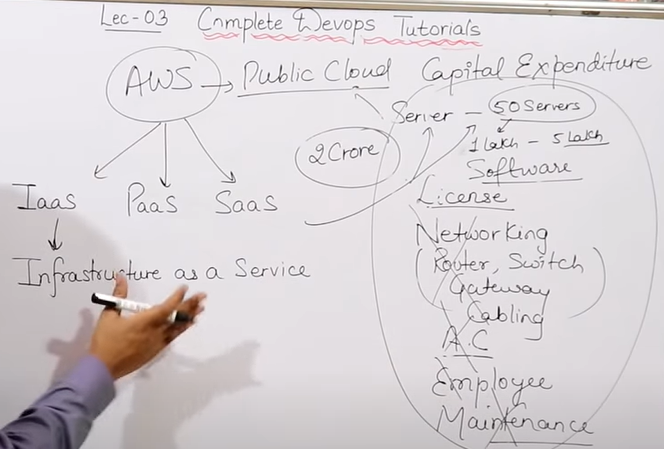 Lec-03 Complete Devops Tutorials
AWS → Public Cloud
Capital Expenditure
Server - 50 Servers
1 Lakh - 5 Lakh
2 Crore
Software
License
IaaS PaaS SaaS
Networking
(Router, Switch
Gateway
Cabling)
Infrastructure as a Service
A.C
Employee
Maintenance